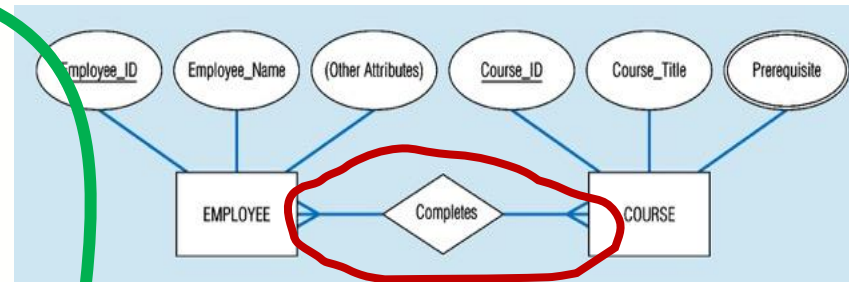 Employee_ID Employee_Name (Other Attributes) Course_ID Course_Title Prerequisite
EMPLOYEE Completes COURSE